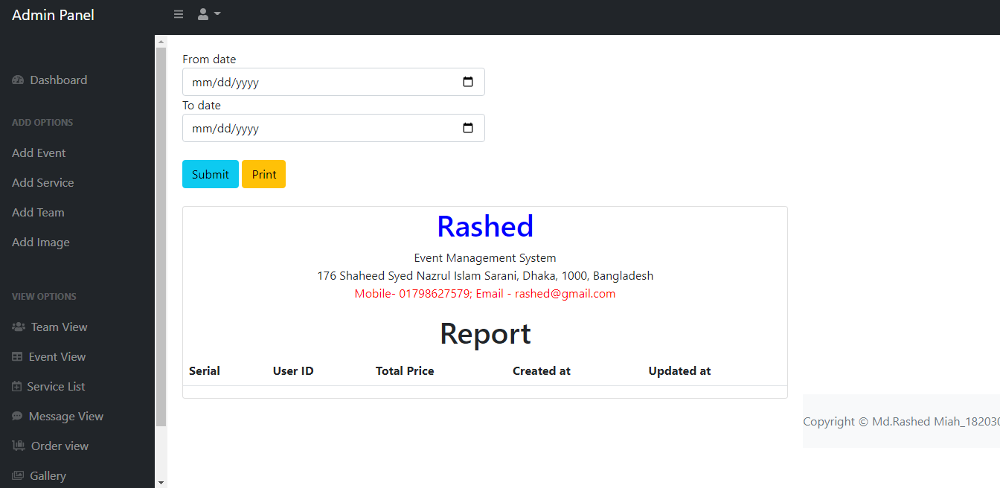 Admin Panel
Dashboard
ADD OPTIONS
Add Event
Add Service
Add Team
Add Image
VIEW OPTIONS
Team View
Event View
Service List
Message View
Order view
Gallery
From date
mm/dd/yyyy
To date
mm/dd/yyyy
Submit Print
Rashed
Event Management System
176 Shaheed Syed Nazrul Islam Sarani, Dhaka, 1000, Bangladesh
Mobile- 01798627579; Email - rashed@gmail.com
Report
Serial User ID Total Price Created at Updated at
Copyright © Md.Rashed Miah_182030